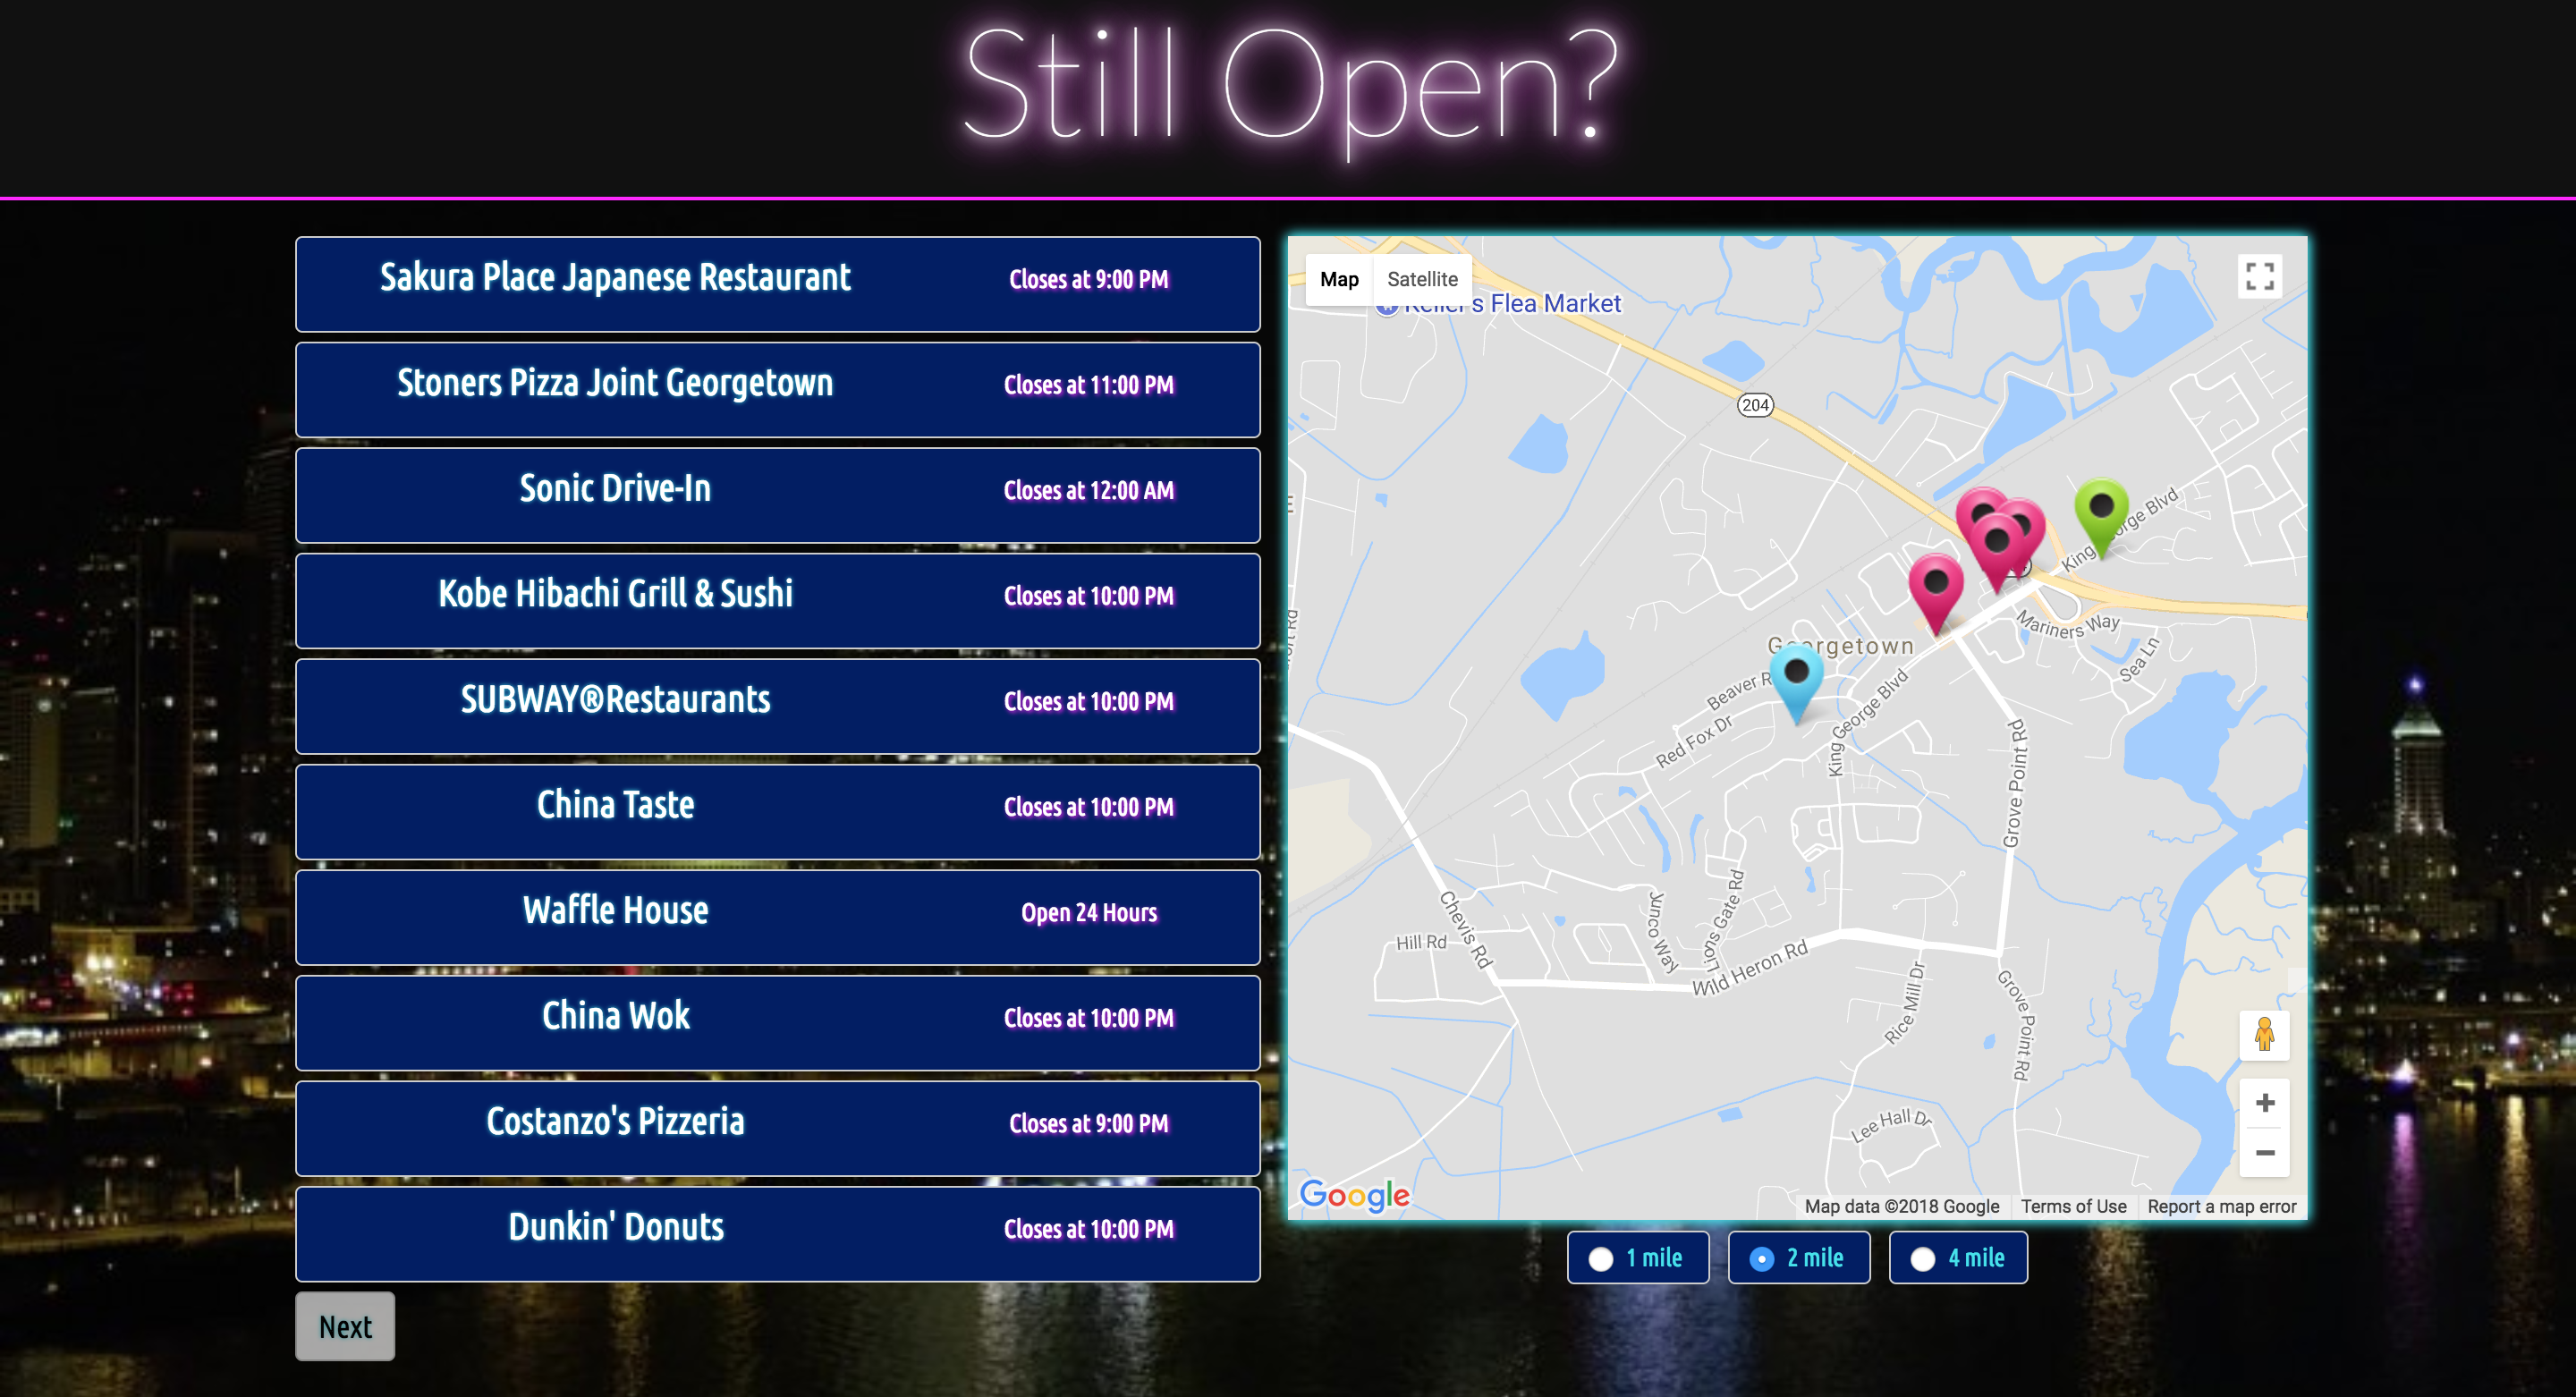 Still Open?
Sakura Place Japanese Restaurant Closes at 9:00 PM
Stoners Pizza Joint Georgetown Closes at 11:00 PM
Sonic Drive-In Closes at 12:00 AM
Kobe Hibachi Grill & Sushi Closes at 10:00 PM
SUBWAY®Restaurants Closes at 10:00 PM
China Taste Closes at 10:00 PM
Waffle House Open 24 Hours
China Wok Closes at 10:00 PM
Costanzo's Pizzeria Closes at 9:00 PM
Dunkin' Donuts Closes at 10:00 PM
Next
Map Satellite
Keller's Flea Market
204
King George Blvd
Mariners Way
Sea Ln
Georgetown
Beaver R
Red Fox Dr
King George Blvd
Grove Point Rd
Chevis Rd
Hill Rd
Junco Way
Lions Gate Rd
Wild Heron Rd
Rice Mill Dr
Grove Point Rd
Lee Hall Dr
Google
Map data ©2018 Google Terms of Use Report a map error
1 mile 2 mile 4 mile